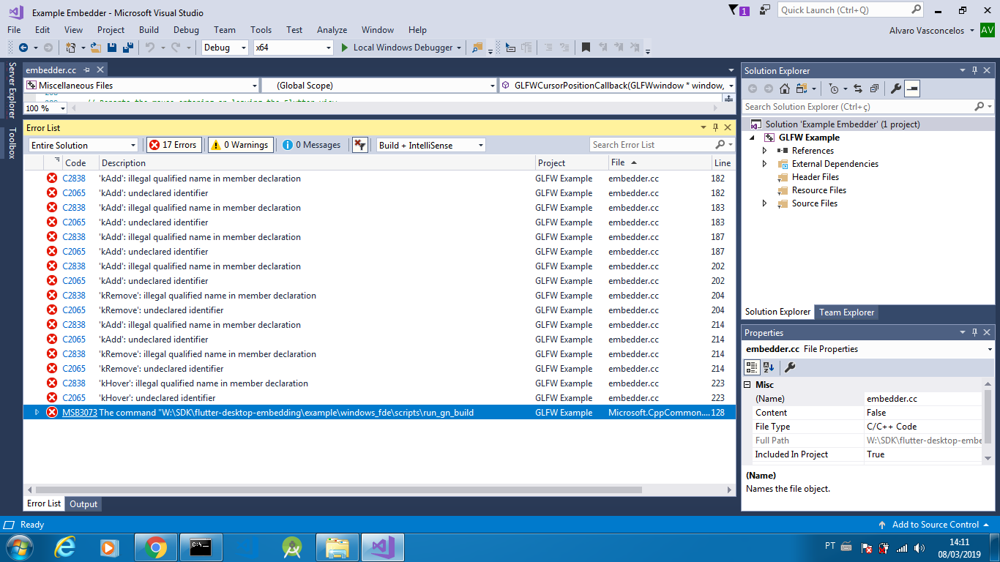 Example Embedder - Microsoft Visual Studio
1
Quick Launch (Ctrl+Q)
File Edit View Project Build Debug Team Tools Test Analyze Window Help
Alvaro Vasconcelos AV
Debug x64 Local Windows Debugger
Server Explorer
Toolbox
embedder.cc
Miscellaneous Files (Global Scope) GLFWCursorPositionCallback(GLFWwindow * window,
100 %
Error List
Entire Solution 17 Errors 0 Warnings 0 Messages Build + IntelliSense Search Error List
Code Description Project File Line
C2838 'kAdd': illegal qualified name in member declaration GLFW Example embedder.cc 182
C2065 'kAdd': undeclared identifier GLFW Example embedder.cc 182
C2838 'kAdd': illegal qualified name in member declaration GLFW Example embedder.cc 183
C2065 'kAdd': undeclared identifier GLFW Example embedder.cc 183
C2838 'kAdd': illegal qualified name in member declaration GLFW Example embedder.cc 187
C2065 'kAdd': undeclared identifier GLFW Example embedder.cc 187
C2838 'kAdd': illegal qualified name in member declaration GLFW Example embedder.cc 202
C2065 'kAdd': undeclared identifier GLFW Example embedder.cc 202
C2838 'kRemove': illegal qualified name in member declaration GLFW Example embedder.cc 204
C2065 'kRemove': undeclared identifier GLFW Example embedder.cc 204
C2838 'kAdd': illegal qualified name in member declaration GLFW Example embedder.cc 214
C2065 'kAdd': undeclared identifier GLFW Example embedder.cc 214
C2838 'kRemove': illegal qualified name in member declaration GLFW Example embedder.cc 214
C2065 'kRemove': undeclared identifier GLFW Example embedder.cc 214
C2838 'kHover': illegal qualified name in member declaration GLFW Example embedder.cc 223
C2065 'kHover': undeclared identifier GLFW Example embedder.cc 223
MSB3073 The command "W:\SDK\flutter-desktop-embedding\example\windows_fde\scripts\run_gn_build GLFW Example Microsoft.CppCommon.... 128
Error List Output
Solution Explorer
Search Solution Explorer (Ctrl+ç)
Solution 'Example Embedder' (1 project)
GLFW Example
References
External Dependencies
Header Files
Resource Files
Source Files
Solution Explorer Team Explorer
Properties
embedder.cc File Properties
Misc
(Name) embedder.cc
Content False
File Type C/C++ Code
Full Path W:\SDK\flutter-desktop-embe
Included In Project True
(Name)
Names the file object.
Ready
Add to Source Control
C:\_
PT
14:11
08/03/2019